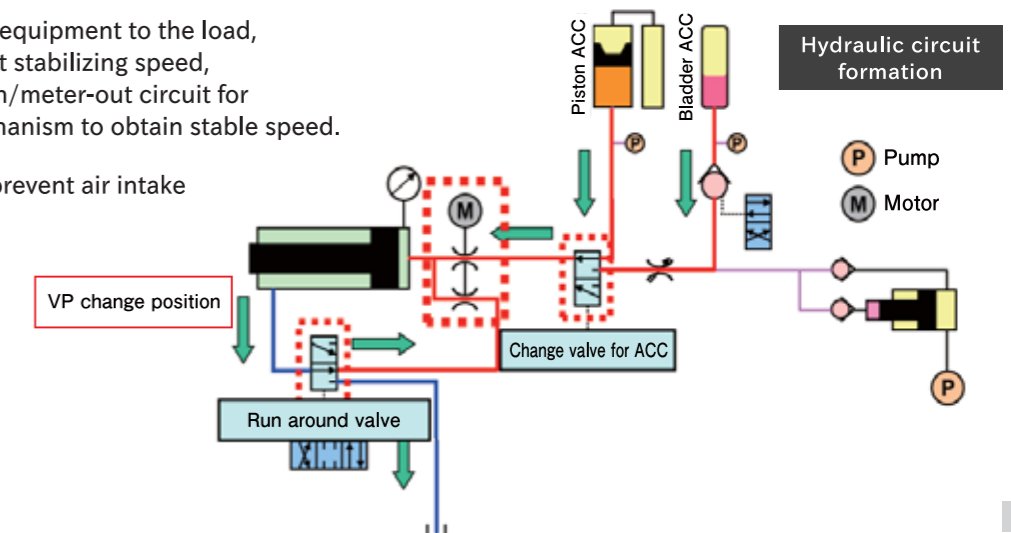 equipment to the load,
t stabilizing speed,
n/meter-out circuit for
hanism to obtain stable speed.
prevent air intake
Piston ACC
Bladder ACC
Hydraulic circuit
formation
P
P
P Pump
M Motor
M
VP change position
Change valve for ACC
Run around valve
P